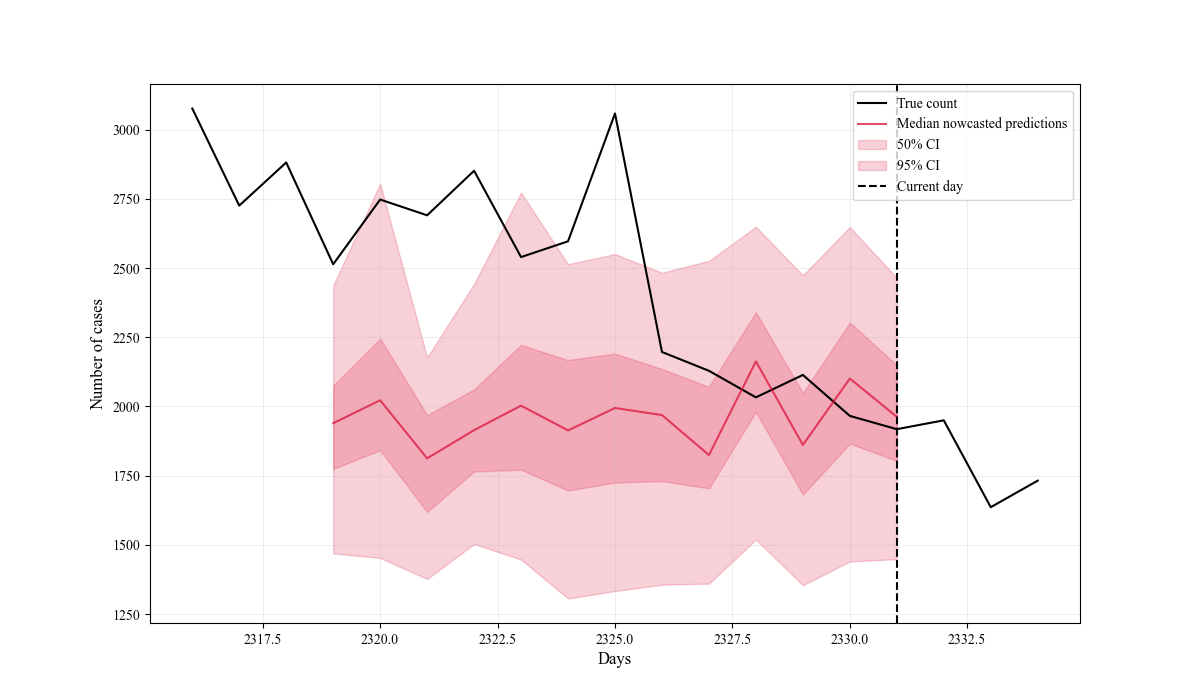 True count
Median nowcasted predictions
50% CI
95% CI
Current day
Number of cases
3000
2750
2500
2250
2000
1750
1500
1250
2317.5 2320.0 2322.5 2325.0 2327.5 2330.0 2332.5
Days